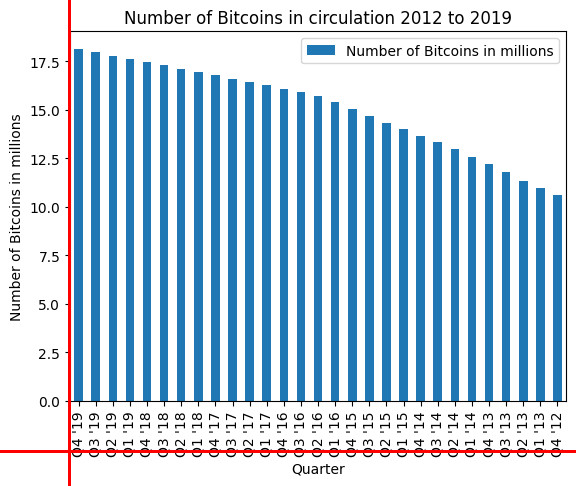 Number of Bitcoins in circulation 2012 to 2019
Number of Bitcoins in millions
Number of Bitcoins in millions
17.5
15.0
12.5
10.0
7.5
5.0
2.5
0.0
Q4 '19
Q3 '19
Q2 '19
Q1 '19
Q4 '18
Q3 '18
Q2 '18
Q1 '18
Q4 '17
Q3 '17
Q2 '17
Q1 '17
Q4 '16
Q3 '16
Q2 '16
Q1 '16
Q4 '15
Q3 '15
Q2 '15
Q1 '15
Q4 '14
Q3 '14
Q2 '14
Q1 '14
Q4 '13
Q3 '13
Q2 '13
Q1 '13
Q4 '12
Quarter